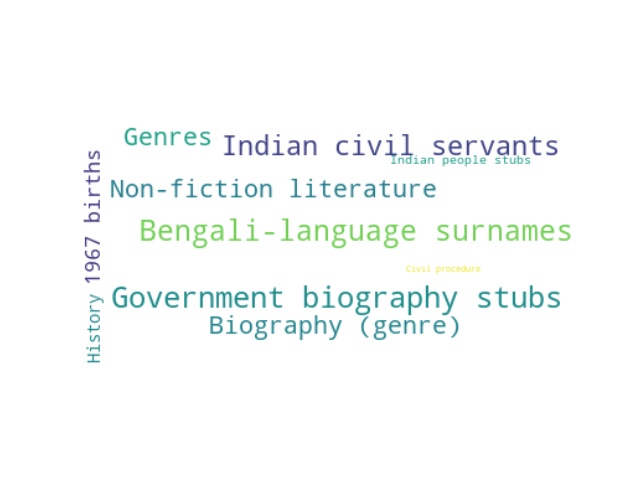 Genres
Indian civil servants
Indian people stubs
Non-fiction literature
Bengali-language surnames
Civil procedure
Government biography stubs
Biography (genre)
1967 births
History